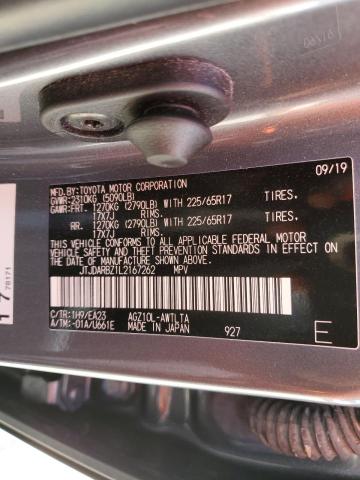 09/19
MFD. BY: TOYOTA MOTOR CORPORATION
GVWR: 2310KG (5090LB)
GAWR: FRT. 1270KG (2790LB) WITH 225/65R17 TIRES.
17X7J RIMS.
RR. 1270KG (2790LB) WITH 225/65R17 TIRES.
17X7J RIMS.
THIS VEHICLE CONFORMS TO ALL APPLICABLE FEDERAL MOTOR
VEHICLE SAFETY, BUMPER, AND THEFT PREVENTION STANDARDS IN EFFECT
ON THE DATE OF MANUFACTURE SHOWN ABOVE.
JTJDARBZ1L2167262 MPV
C/TR: 1H9/EA23 AGZ10L-AWTLTA
A/TM: -01A/U661E MADE IN JAPAN 927 E
78171